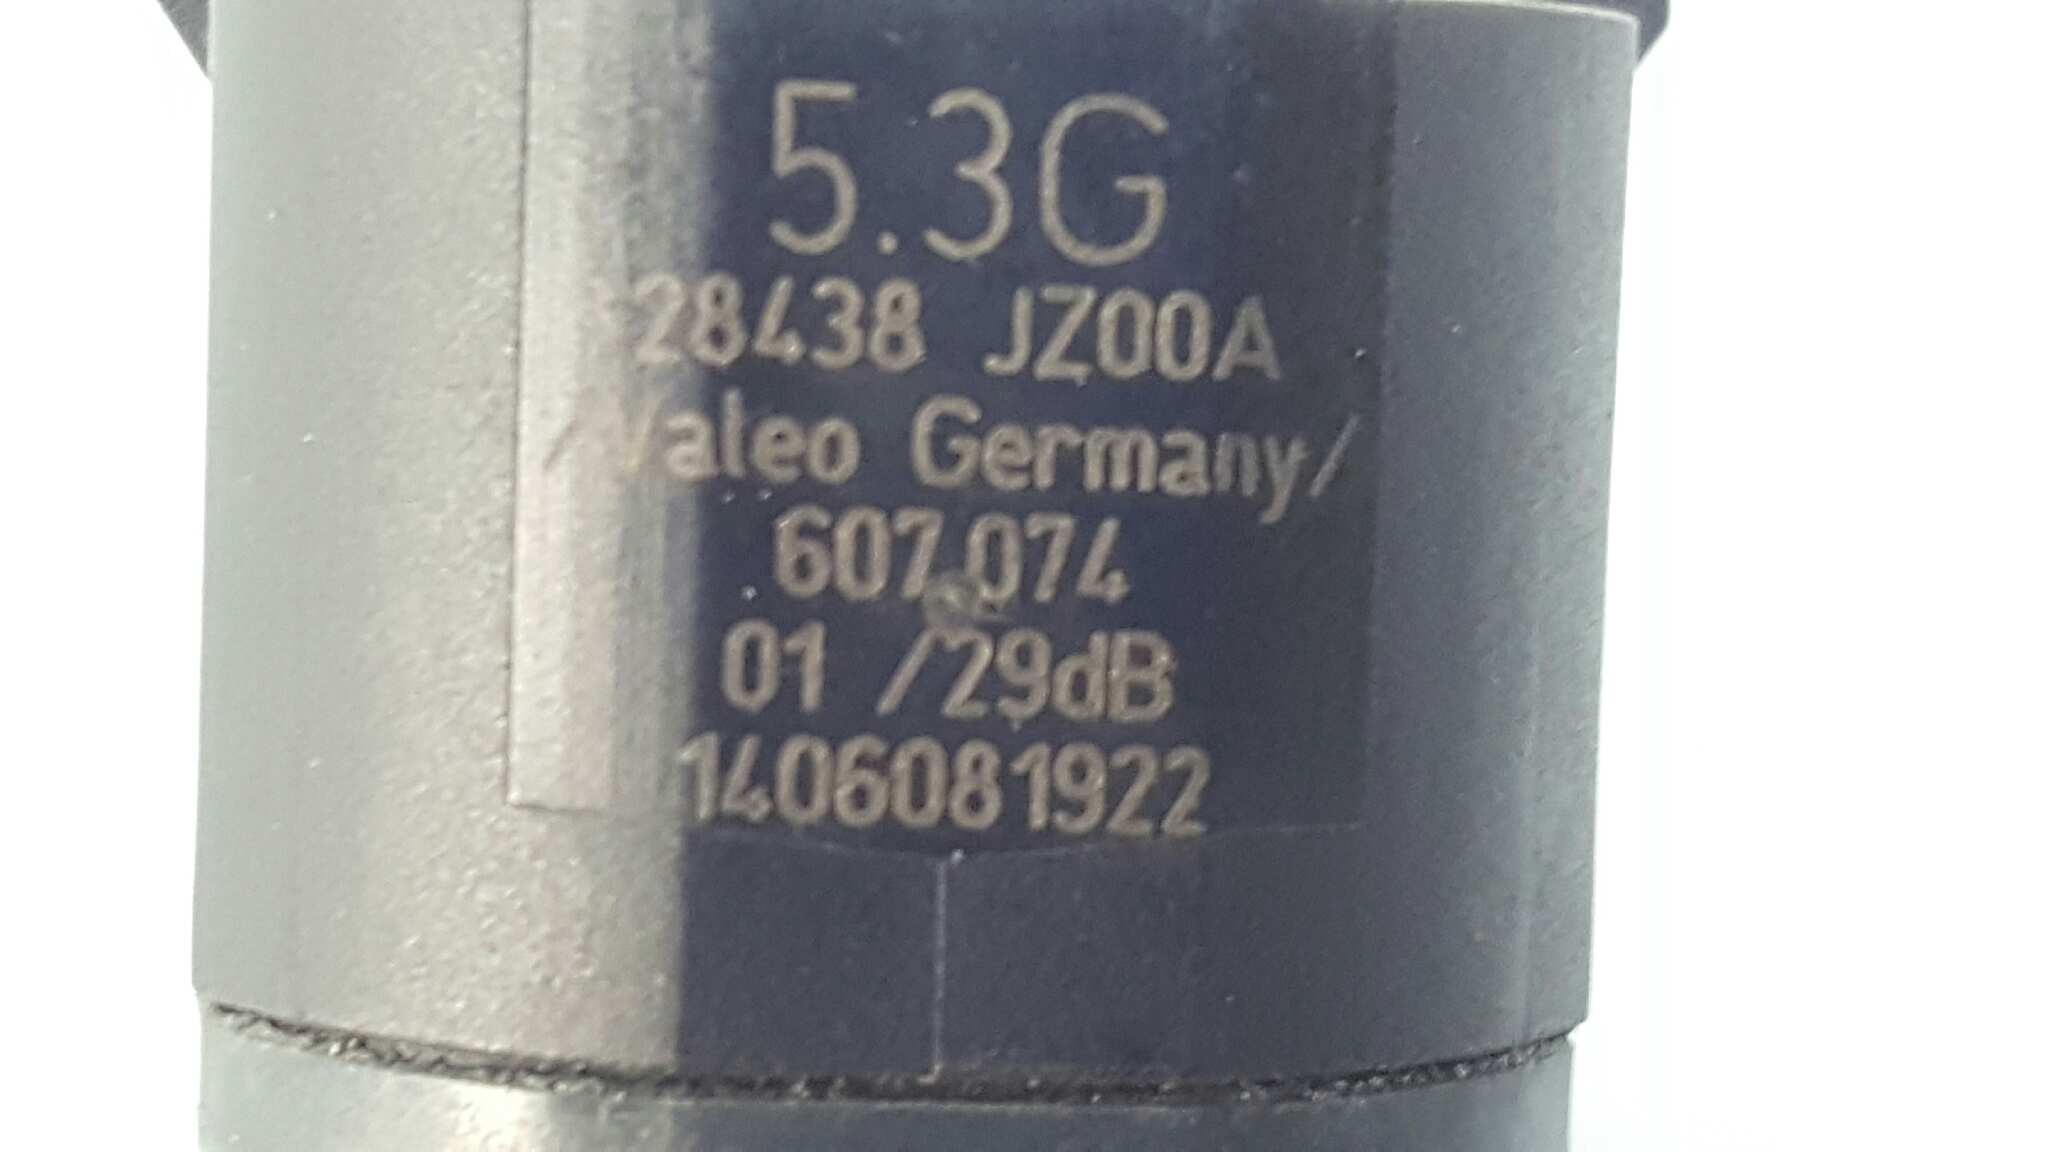 5.3G
28438 JZ00A
/Valeo Germany/
607.074
01 /29dB
1406081922